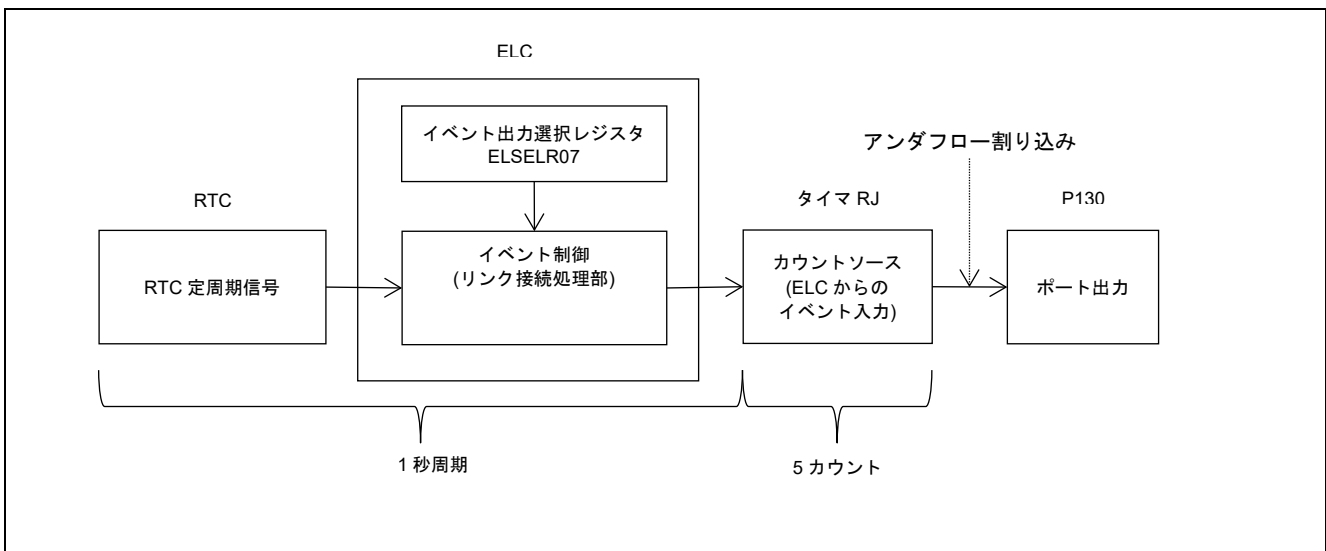 ELC
イベント出力選択レジスタ
ELSELR07
アンダフロー割り込み
RTC
タイマ RJ
P130
RTC 定周期信号
イベント制御
(リンク接続処理部)
カウントソース
(ELC からの
イベント入力)
ポート出力
1 秒周期
5 カウント